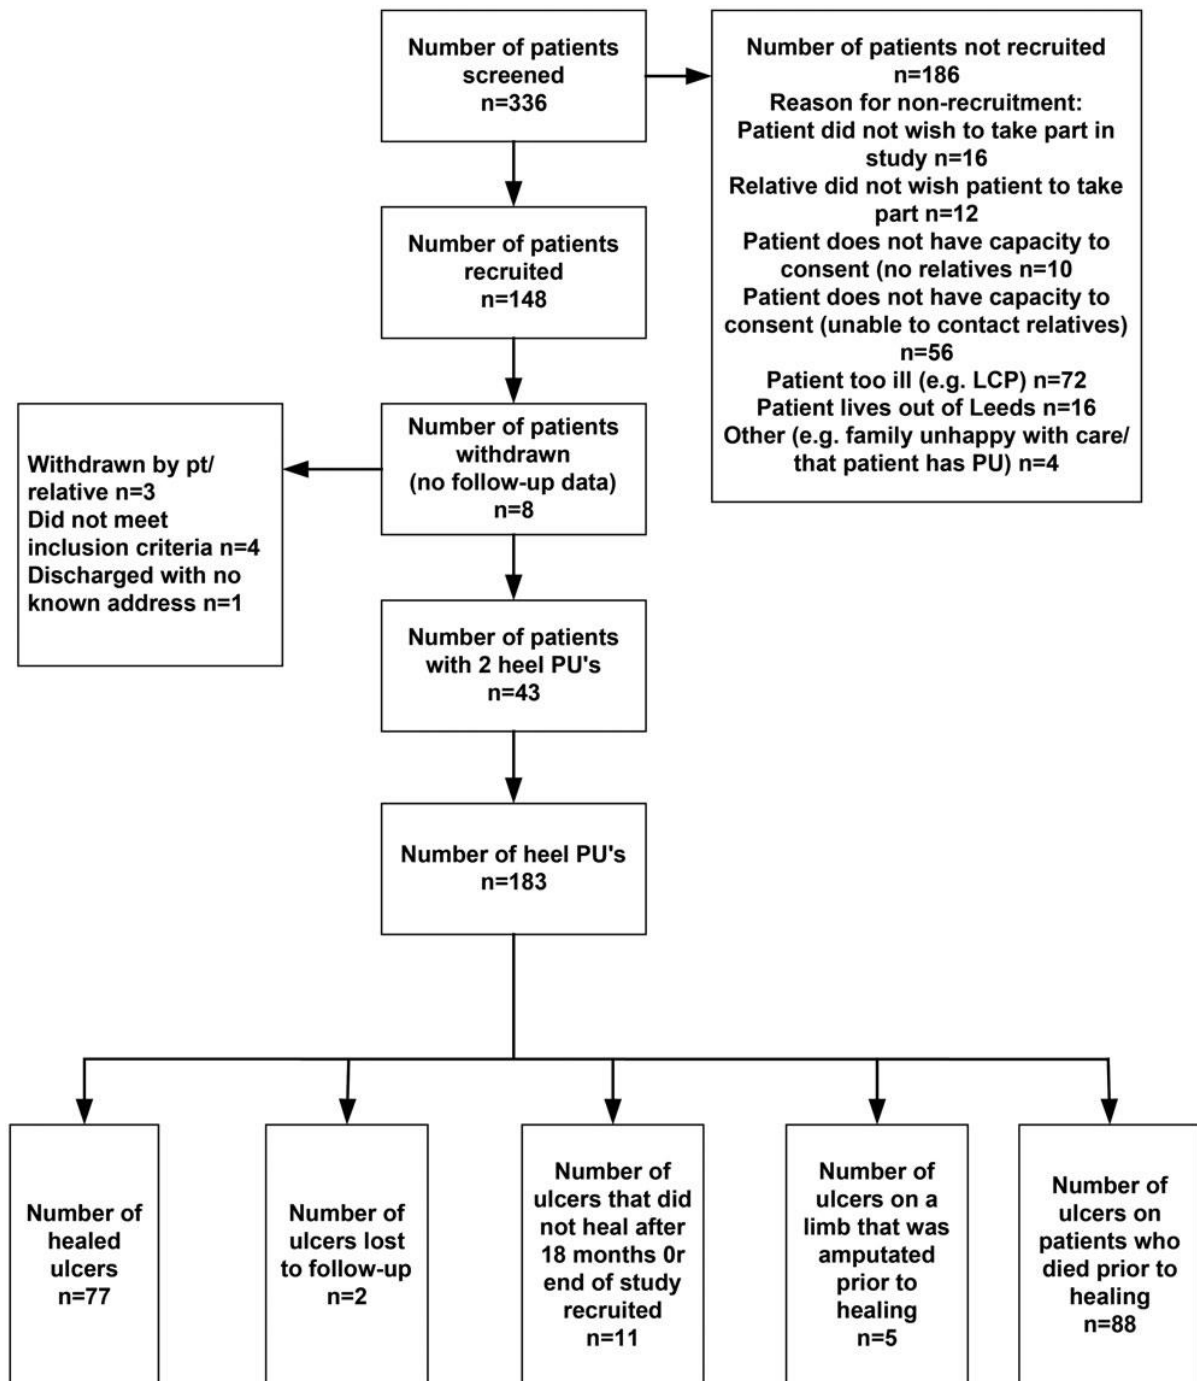 Number of patients
screened
n=336
Number of patients not recruited
n=186
Reason for non-recruitment:
Patient did not wish to take part in
study n=16
Relative did not wish patient to take
part n=12
Patient does not have capacity to
consent (no relatives n=10
Patient does not have capacity to
consent (unable to contact relatives)
n=56
Patient too ill (e.g. LCP) n=72
Patient lives out of Leeds n=16
Other (e.g. family unhappy with care/
that patient has PU) n=4
Number of patients
recruited
n=148
Number of patients
withdrawn
(no follow-up data)
n=8
Withdrawn by pt/
relative n=3
Did not meet
inclusion criteria n=4
Discharged with no
known address n=1
Number of patients
with 2 heel PU's
n=43
Number of heel PU's
n=183
Number of
healed
ulcers
n=77
Number of
ulcers lost
to follow-up
n=2
Number of
ulcers that did
not heal after
18 months 0r
end of study
recruited
n=11
Number of
ulcers on a
limb that was
amputated
prior to
healing
n=5
Number of
ulcers on
patients who
died prior to
healing
n=88